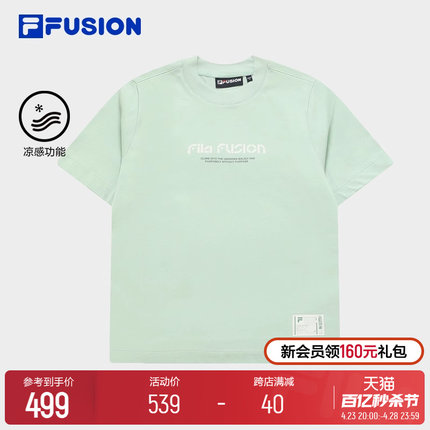 FUSION
凉感功能
Fila FUSION
新会员领160元礼包
参考到手价
499
活动价
539
-
跨店满减
40
天猫
百亿秒杀节
4.23 20:00.-4.28 23:59